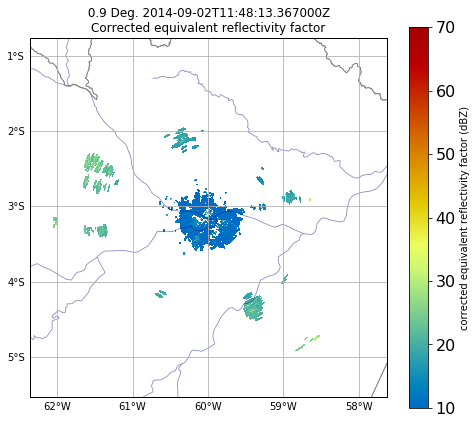 0.9 Deg. 2014-09-02T11:48:13.367000Z
Corrected equivalent reflectivity factor
1°S
2°S
3°S
4°S
5°S
62°W 61°W 60°W 59°W 58°W
70
60
50
40
30
20
10
corrected equivalent reflectivity factor (dBZ)